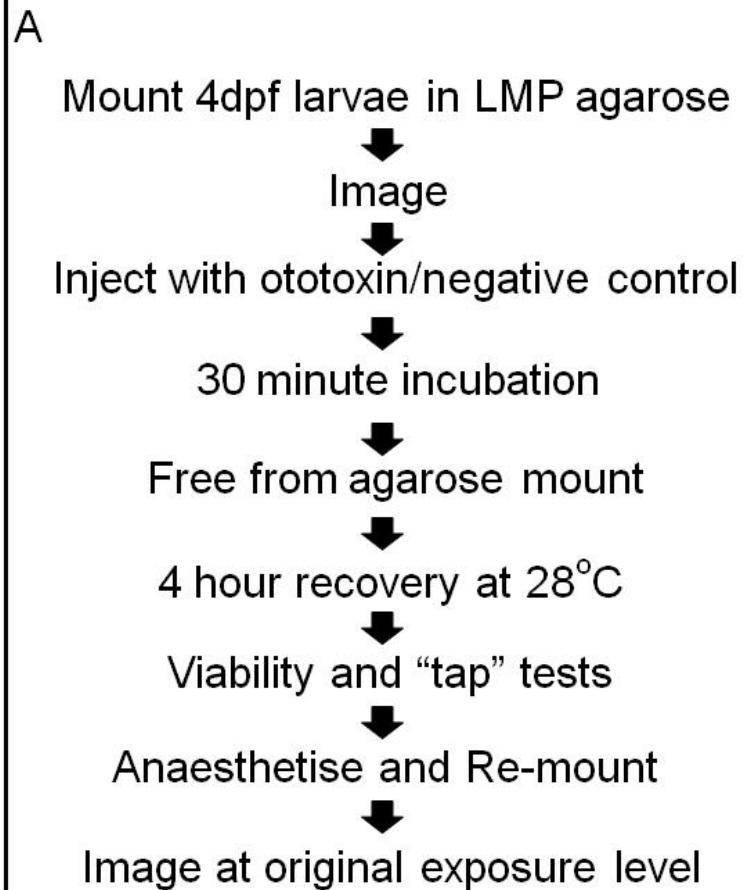 A
Mount 4dpf larvae in LMP agarose
Image
Inject with ototoxin/negative control
30 minute incubation
Free from agarose mount
4 hour recovery at 28°C
Viability and “tap” tests
Anaesthetise and Re-mount
Image at original exposure level